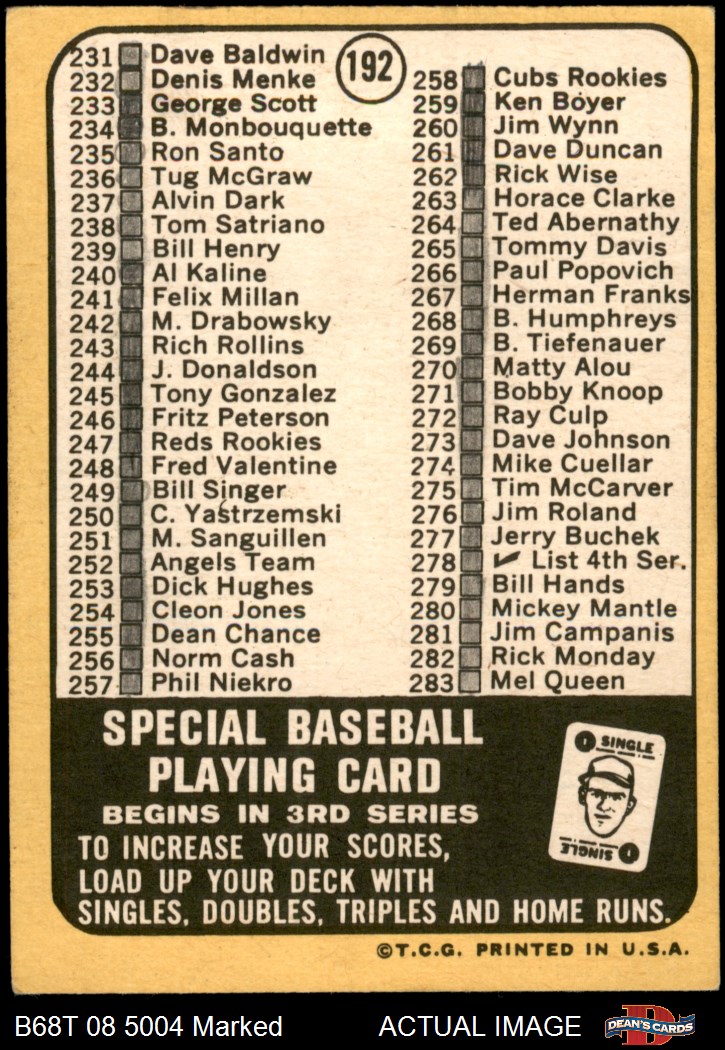 192
231 Dave Baldwin
232 Denis Menke
233 George Scott
234 B. Monbouquette
235 Ron Santo
236 Tug McGraw
237 Alvin Dark
238 Tom Satriano
239 Bill Henry
240 Al Kaline
241 Felix Millan
242 M. Drabowsky
243 Rich Rollins
244 J. Donaldson
245 Tony Gonzalez
246 Fritz Peterson
247 Reds Rookies
248 Fred Valentine
249 Bill Singer
250 C. Yastrzemski
251 M. Sanguillen
252 Angels Team
253 Dick Hughes
254 Cleon Jones
255 Dean Chance
256 Norm Cash
257 Phil Niekro
258 Cubs Rookies
259 Ken Boyer
260 Jim Wynn
261 Dave Duncan
262 Rick Wise
263 Horace Clarke
264 Ted Abernathy
265 Tommy Davis
266 Paul Popovich
267 Herman Franks
268 B. Humphreys
269 B. Tiefenauer
270 Matty Alou
271 Bobby Knoop
272 Ray Culp
273 Dave Johnson
274 Mike Cuellar
275 Tim McCarver
276 Jim Roland
277 Jerry Buchek
278 ✓ List 4th Ser.
279 Bill Hands
280 Mickey Mantle
281 Jim Campanis
282 Rick Monday
283 Mel Queen
SPECIAL BASEBALL
PLAYING CARD
BEGINS IN 3RD SERIES
TO INCREASE YOUR SCORES,
LOAD UP YOUR DECK WITH
SINGLES, DOUBLES, TRIPLES AND HOME RUNS.
SINGLE
SINGLE
©T.C.G. PRINTED IN U.S.A.
B68T 08 5004 Marked
ACTUAL IMAGE
D
DEAN'S CARDS